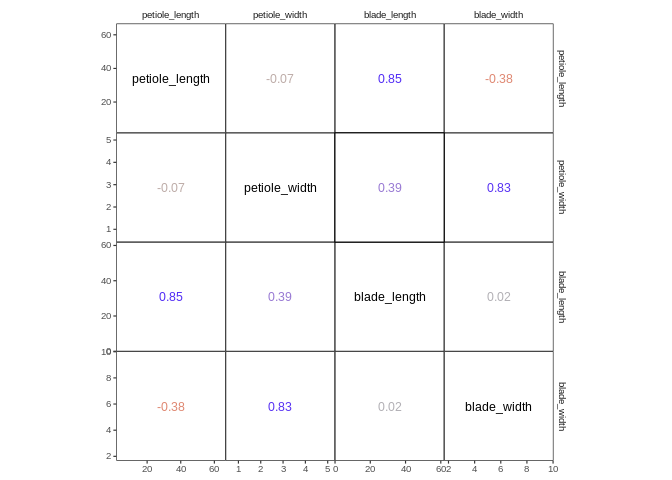 petiole_length petiole_width blade_length blade_width
60
40 petiole_length -0.07 0.85 -0.38 petiole_length
20
5
4
3 -0.07 petiole_width 0.39 0.83 petiole_width
2
1
60
40
0.85 0.39 blade_length 0.02 blade_length
20
0
10
8
6 -0.38 0.83 0.02 blade_width blade_width
4
2
20 40 60 1 2 3 4 5 0 20 40 60 2 4 6 8 10